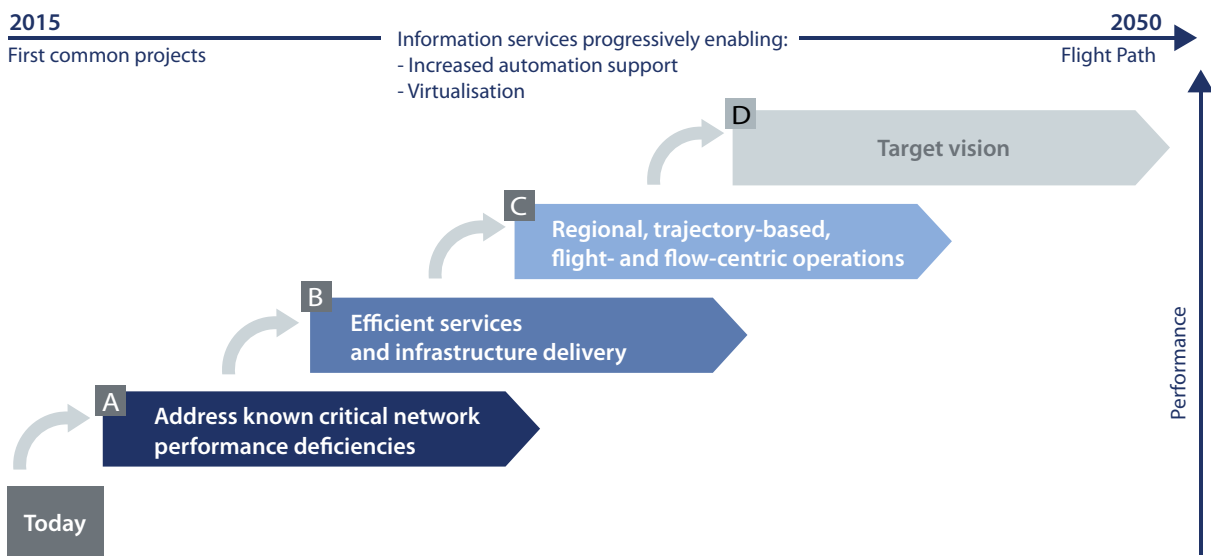 2015
First common projects
Information services progressively enabling:
- Increased automation support
- Virtualisation
2050
Flight Path
D
Target vision
C
Regional, trajectory-based,
flight- and flow-centric operations
B
Efficient services
and infrastructure delivery
A
Address known critical network
performance deficiencies
Today
Performance